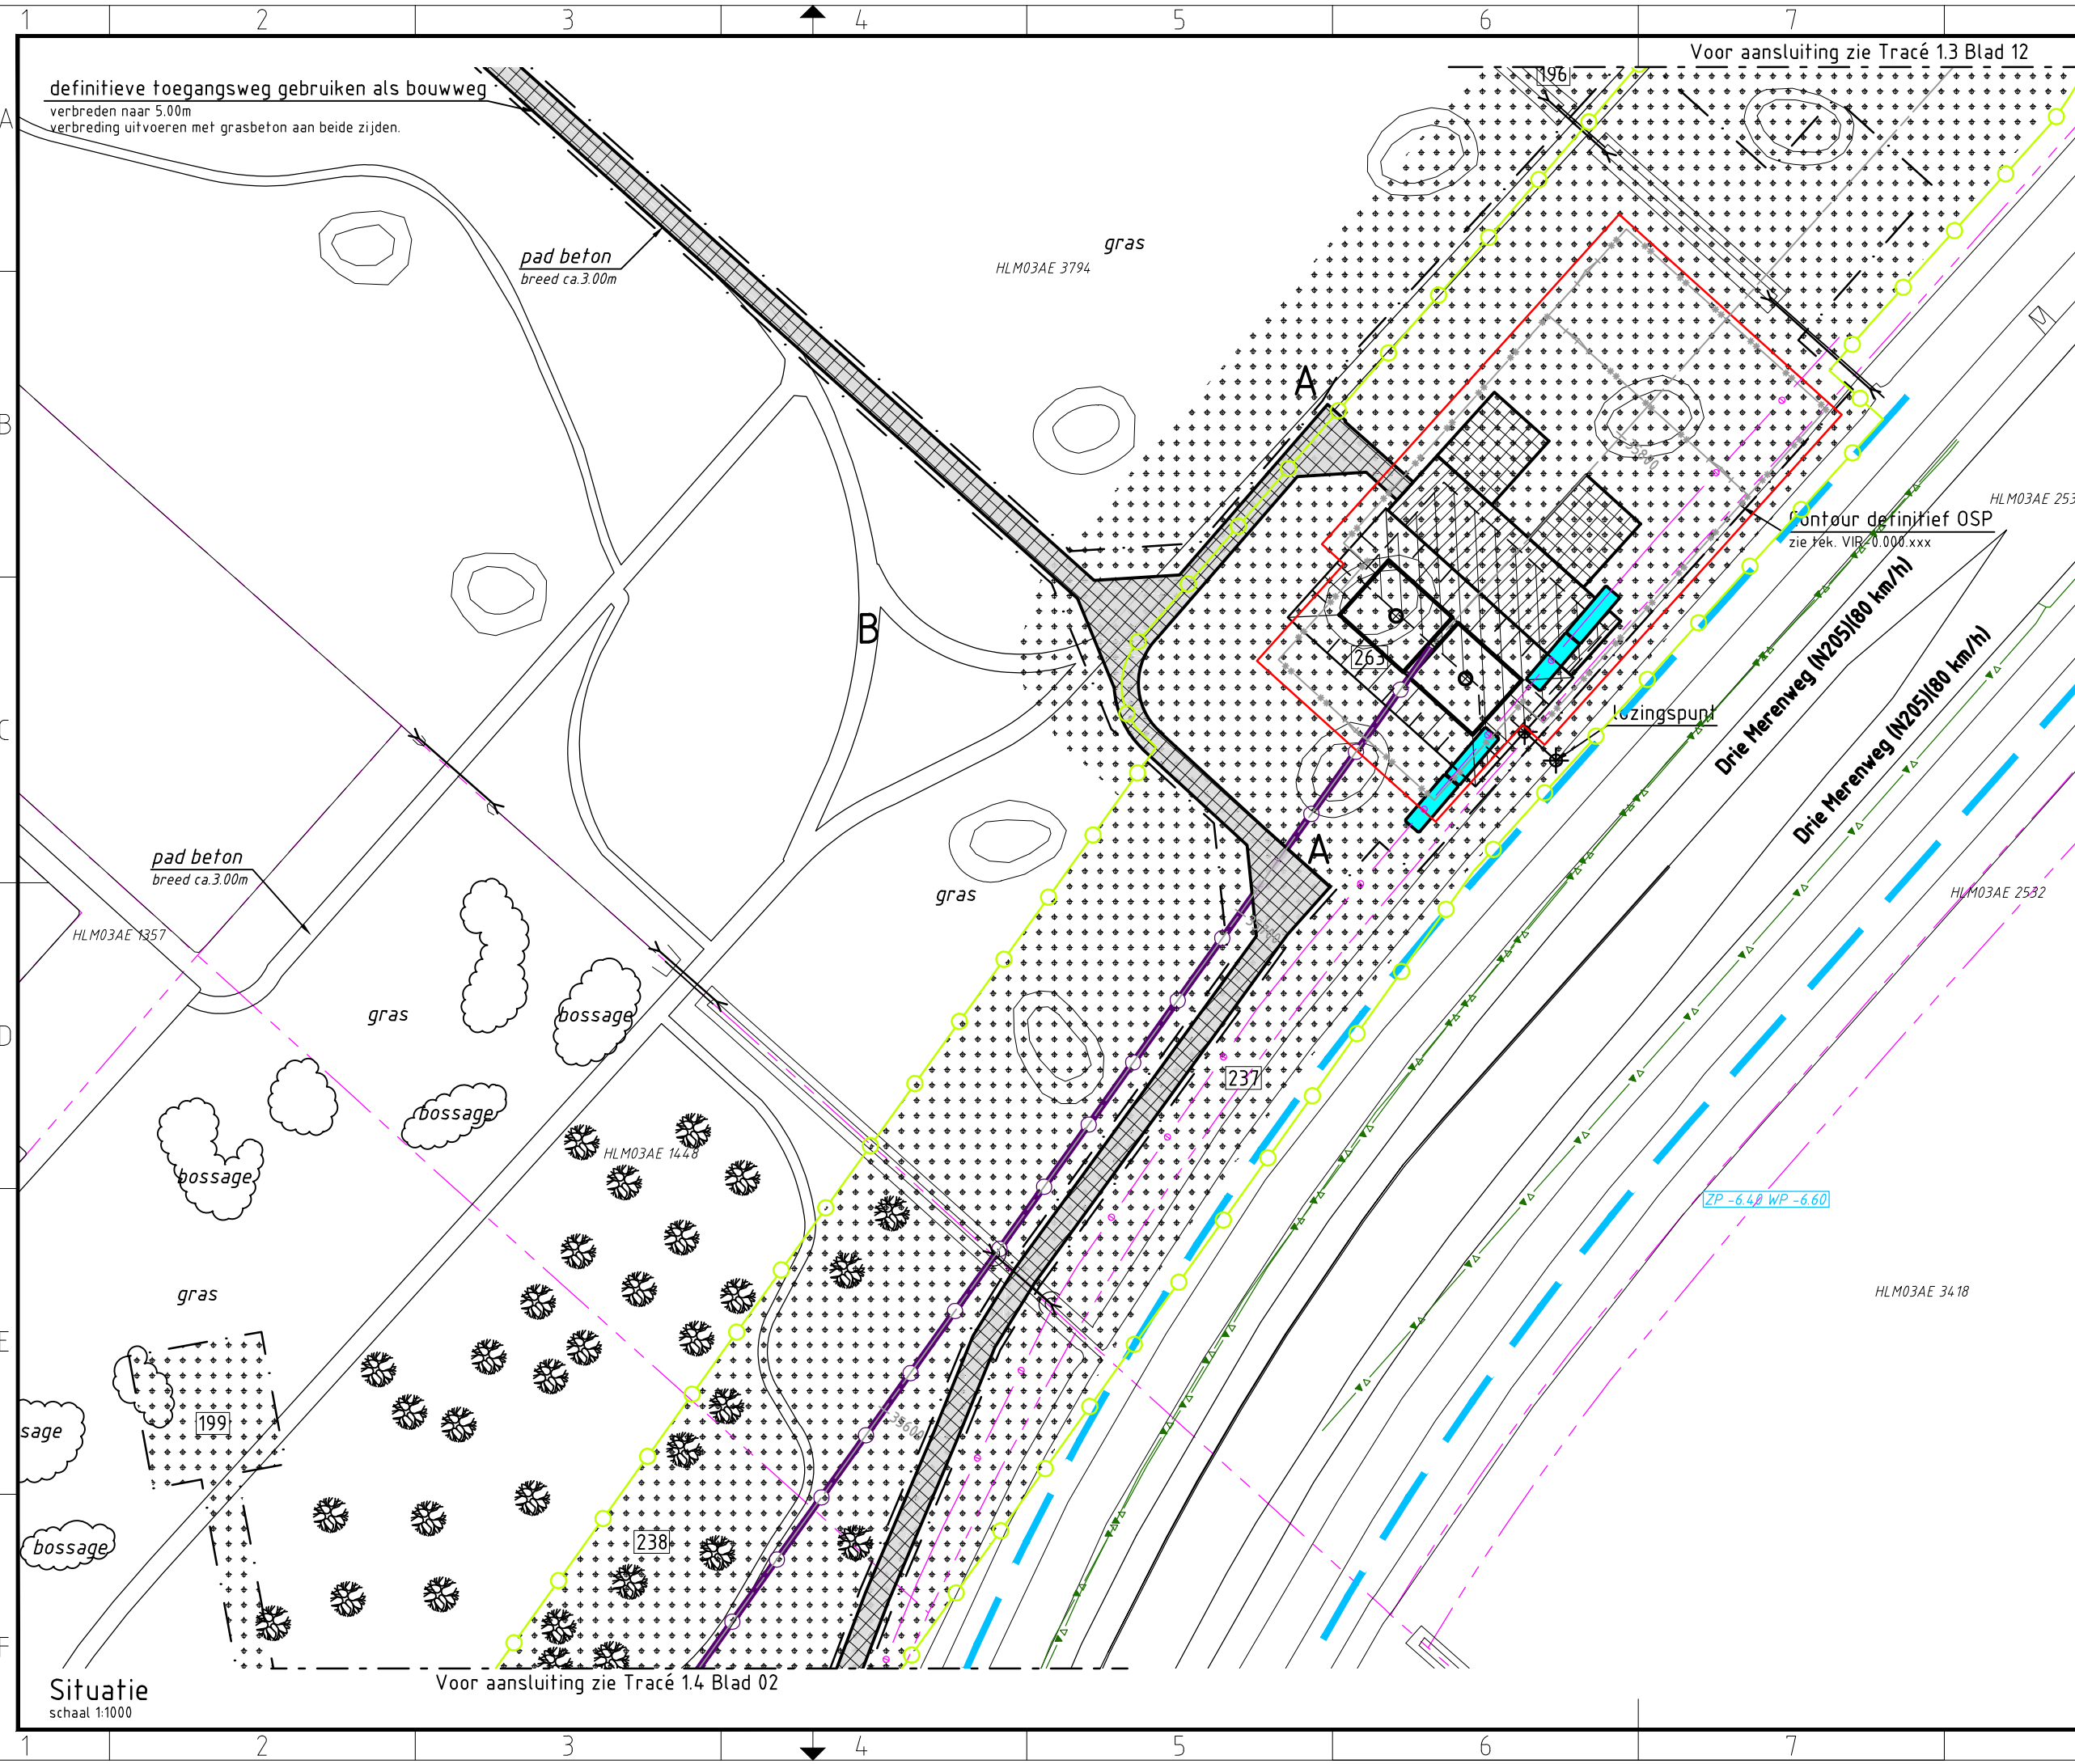 1 2 3 4 5 6 7
Voor aansluiting zie Tracé 1.3 Blad 12
definitieve toegangsweg gebruiken als bouwweg
verbreden naar 5.00m
verbreding uitvoeren met grasbeton aan beide zijden.
A
196
pad beton
breed ca.3.00m
gras
HLM03AE 3794
A
B
35800
HLM03AE 253
Contour definitief OSP
zie tek. VIR-0.000.xxx
B
263
C
lozingspunt
Drie Merenweg (N205)(80 km/h)
Drie Merenweg (N205)(80 km/h)
A
pad beton
breed ca.3.00m
gras
HLM03AE 2532
HLM03AE 1357
gras
bossage
D
237
bossage
HLM03AE 1448
bossage
ZP -6.40 WP -6.60
gras
HLM03AE 3418
E
199
sage
35600
238
bossage
F
Voor aansluiting zie Tracé 1.4 Blad 02
Situatie
schaal 1:1000
1 2 3 4 5 6 7